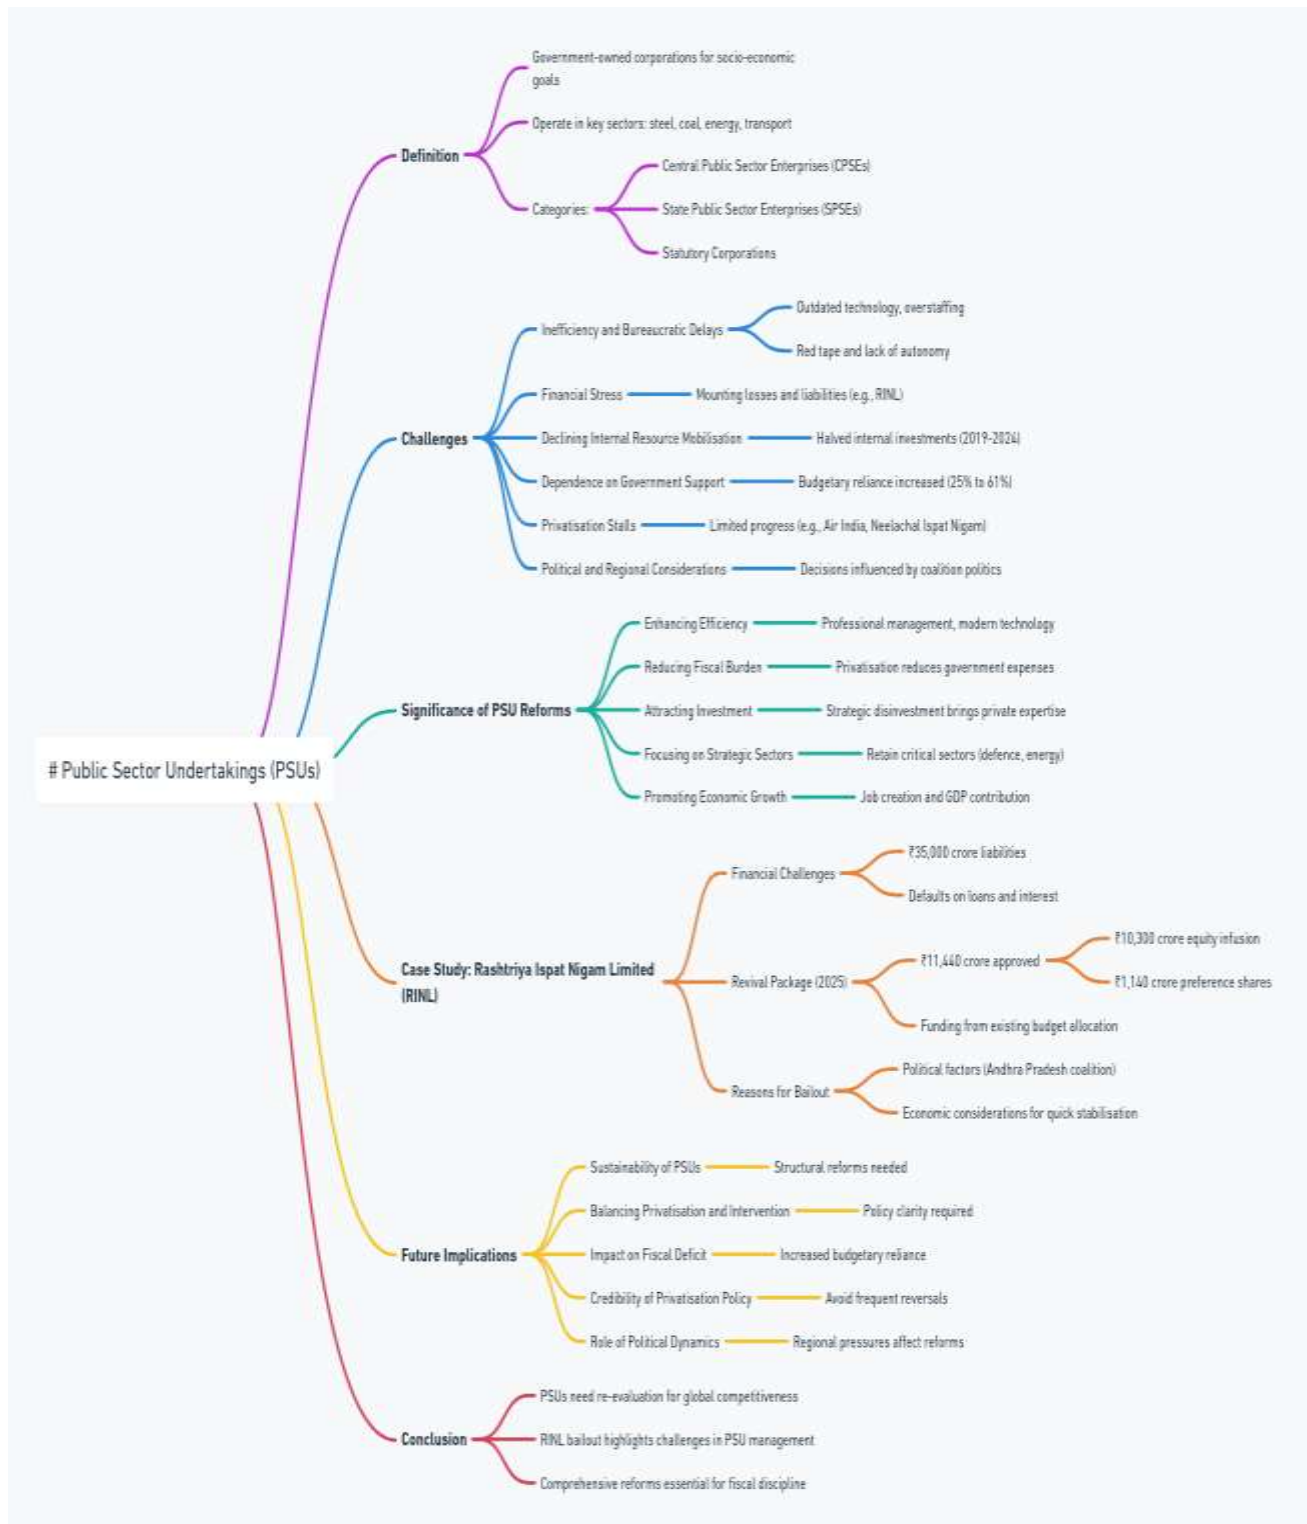 # Public Sector Undertakings (PSUs)
Definition
Government-owned corporations for socio-economic
goals
Operate in key sectors: steel, coal, energy, transport
Categories:
Central Public Sector Enterprises (CPSEs)
State Public Sector Enterprises (SPSEs)
Statutory Corporations
Challenges
Inefficiency and Bureaucratic Delays
Outdated technology, overstaffing
Red tape and lack of autonomy
Financial Stress
Mounting losses and liabilities (e.g., RINL)
Declining Internal Resource Mobilisation
Halved internal investments (2019-2024)
Dependence on Government Support
Budgetary reliance increased (25% to 61%)
Privatisation Stalls
Limited progress (e.g., Air India, Neelachal Ispat Nigam)
Political and Regional Considerations
Decisions influenced by coalition politics
Significance of PSU Reforms
Enhancing Efficiency
Professional management, modern technology
Reducing Fiscal Burden
Privatisation reduces government expenses
Attracting Investment
Strategic disinvestment brings private expertise
Focusing on Strategic Sectors
Retain critical sectors (defence, energy)
Promoting Economic Growth
Job creation and GDP contribution
Case Study: Rashtriya Ispat Nigam Limited
(RINL)
Financial Challenges
₹35,000 crore liabilities
Defaults on loans and interest
Revival Package (2025)
₹11,440 crore approved
₹10,300 crore equity infusion
₹1,140 crore preference shares
Funding from existing budget allocation
Reasons for Bailout
Political factors (Andhra Pradesh coalition)
Economic considerations for quick stabilisation
Future Implications
Sustainability of PSUs
Structural reforms needed
Balancing Privatisation and Intervention
Policy clarity required
Impact on Fiscal Deficit
Increased budgetary reliance
Credibility of Privatisation Policy
Avoid frequent reversals
Role of Political Dynamics
Regional pressures affect reforms
Conclusion
PSUs need re-evaluation for global competitiveness
RINL bailout highlights challenges in PSU management
Comprehensive reforms essential for fiscal discipline